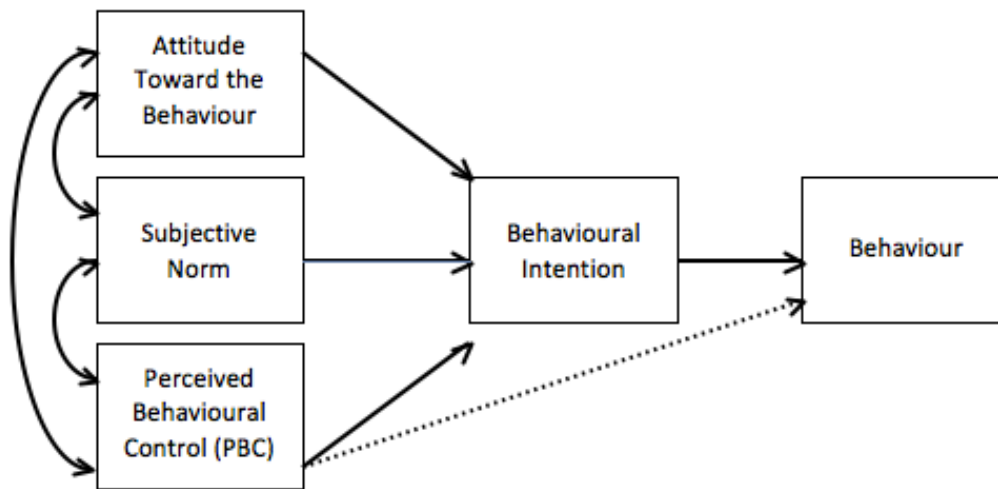 Attitude
Toward the
Behaviour
Subjective
Norm
Perceived
Behavioural
Control (PBC)
Behavioural
Intention
Behaviour